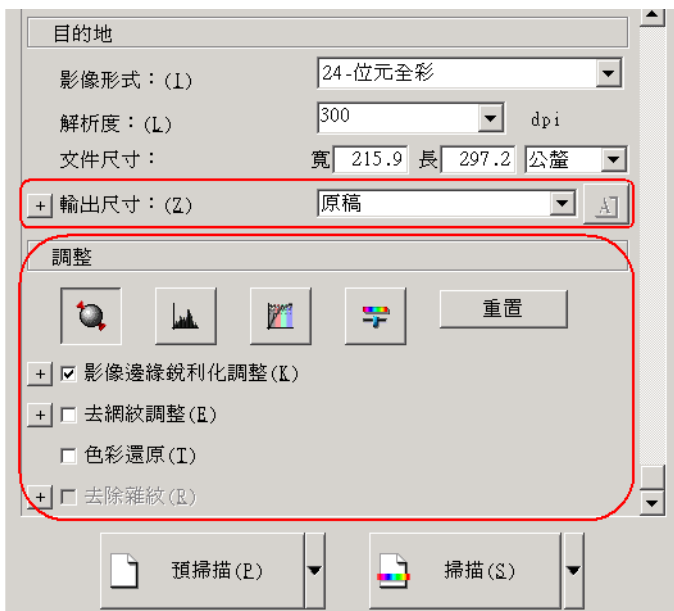 目的地
影像形式：(I) 24-位元全彩
解析度：(L) 300 dpi
文件尺寸： 寬 215.9 長 297.2 公釐
+ 輸出尺寸：(Z) 原稿 A
調整
重置
+ 影像邊緣銳利化調整(K)
+ 去網紋調整(E)
色彩還原(T)
+ 去除雜紋(R)
預掃描(P) 掃描(S)